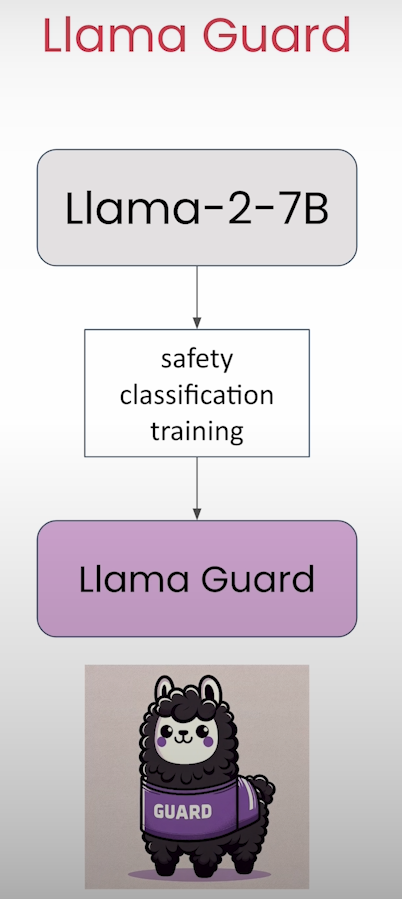 Llama Guard
Llama-2-7B
safety
classification
training
Llama Guard
GUARD